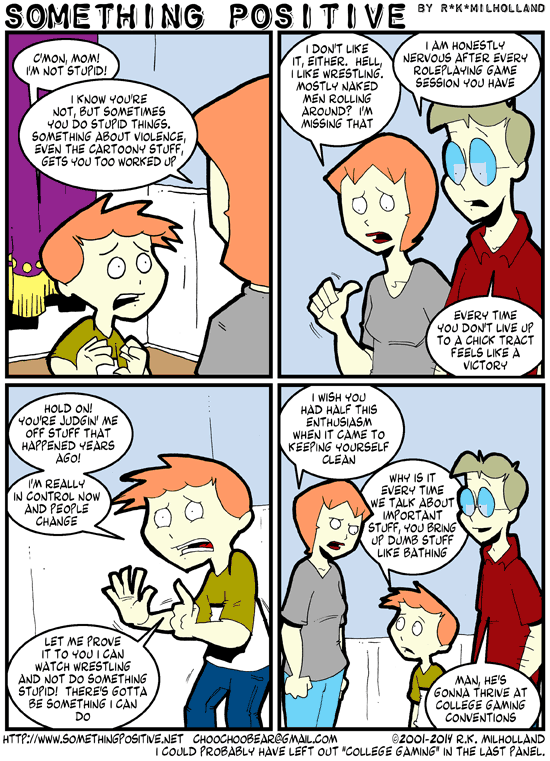 SOMETHING POSITIVE BY R*K*MILHOLLAND
C'MON, MOM!
I'M NOT STUPID!
I KNOW YOU'RE
NOT, BUT SOMETIMES
YOU DO STUPID THINGS.
SOMETHING ABOUT VIOLENCE,
EVEN THE CARTOONY STUFF,
GETS YOU TOO WORKED UP
I DON'T LIKE
IT, EITHER. HELL,
I LIKE WRESTLING.
MOSTLY NAKED
MEN ROLLING
AROUND? I'M
MISSING THAT
I AM HONESTLY
NERVOUS AFTER EVERY
ROLEPLAYING GAME
SESSION YOU HAVE
EVERY TIME
YOU DON'T LIVE UP
TO A CHICK TRACT
FEELS LIKE A
VICTORY
HOLD ON!
YOU'RE JUDGIN' ME
OFF STUFF THAT
HAPPENED YEARS
AGO!
I'M REALLY
IN CONTROL NOW
AND PEOPLE
CHANGE
LET ME PROVE
IT TO YOU I CAN
WATCH WRESTLING
AND NOT DO SOMETHING
STUPID! THERE'S GOTTA
BE SOMETHING I CAN
DO
I WISH YOU
HAD HALF THIS
ENTHUSIASM
WHEN IT CAME TO
KEEPING YOURSELF
CLEAN
WHY IS IT
EVERY TIME
WE TALK ABOUT
IMPORTANT
STUFF, YOU BRING
UP DUMB STUFF
LIKE BATHING
MAN, HE'S
GONNA THRIVE AT
COLLEGE GAMING
CONVENTIONS
HTTP://WWW.SOMETHINGPOSITIVE.NET CHOOCHOOBEAR@GMAIL.COM ©2001-2014 R.K. MILHOLLAND
I COULD PROBABLY HAVE LEFT OUT "COLLEGE GAMING" IN THE LAST PANEL.